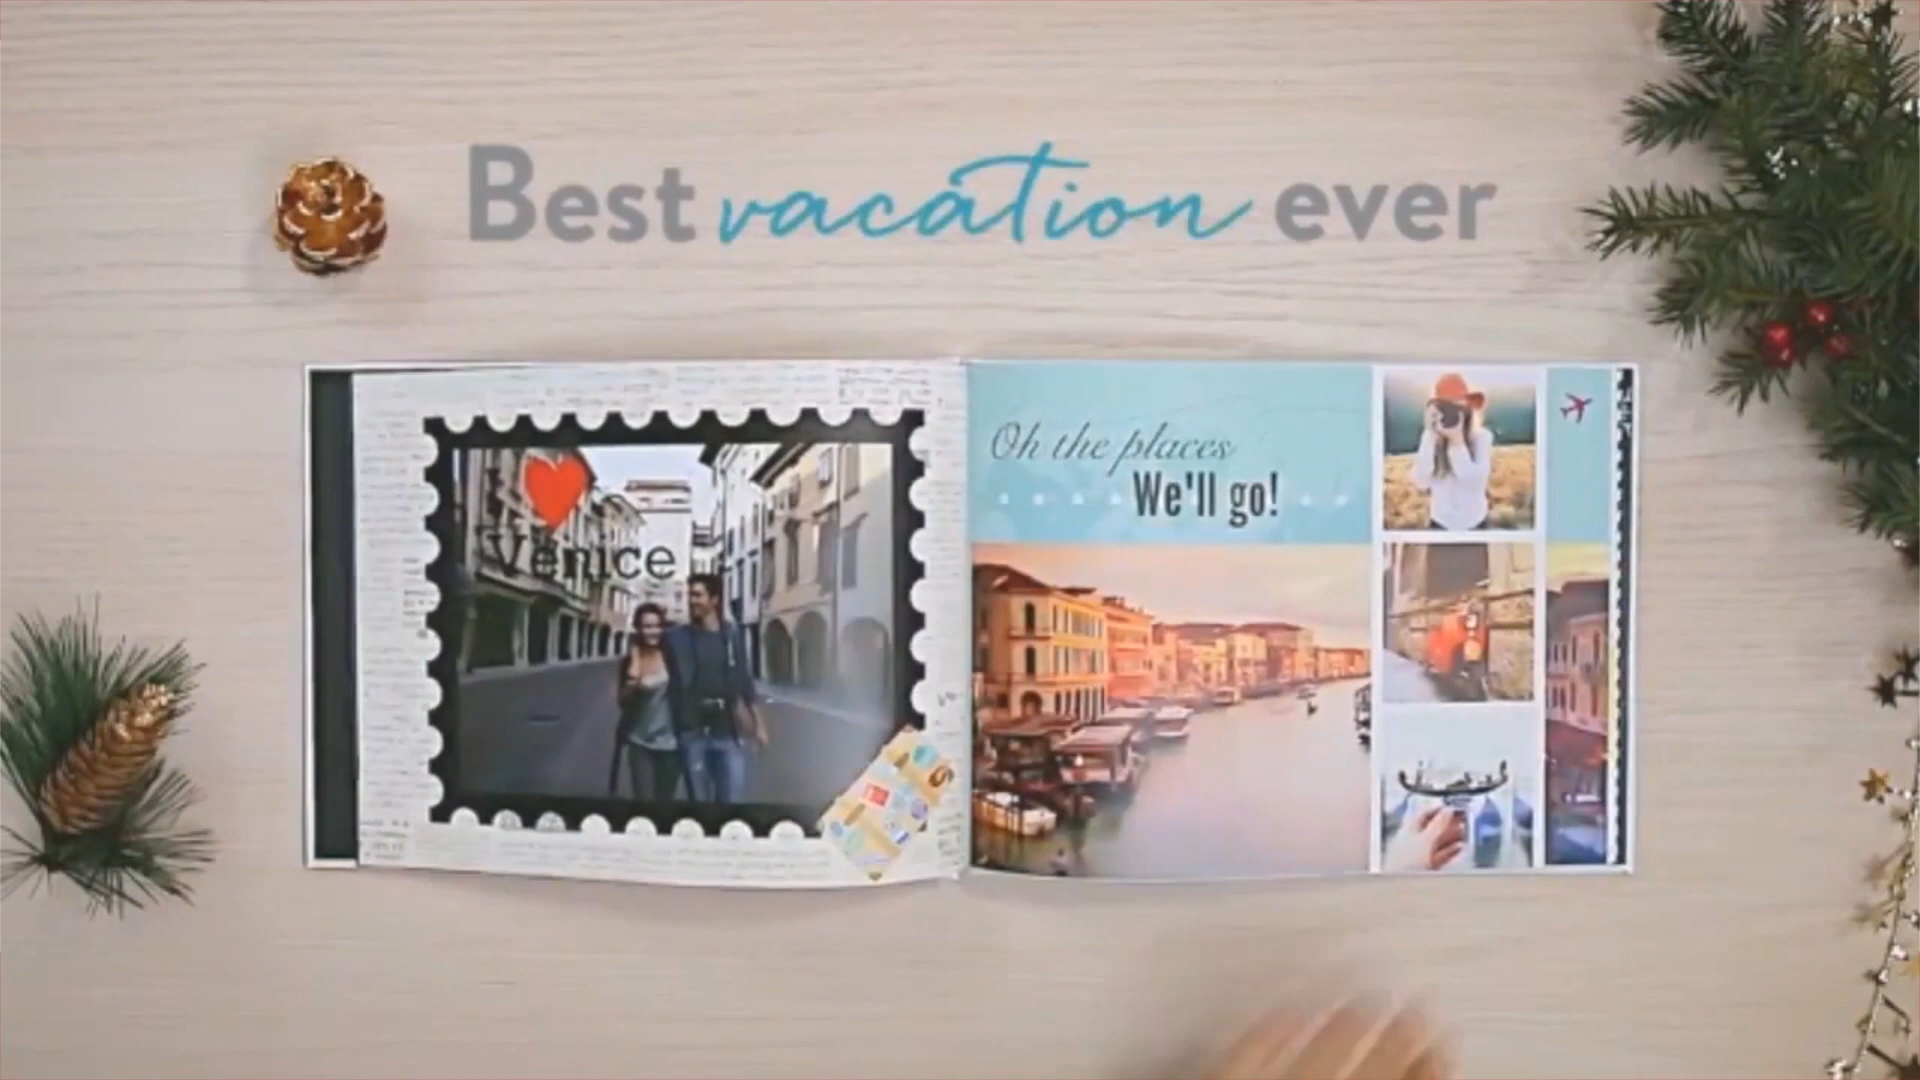 Best vacation ever
Venice
Oh the places
We'll go!